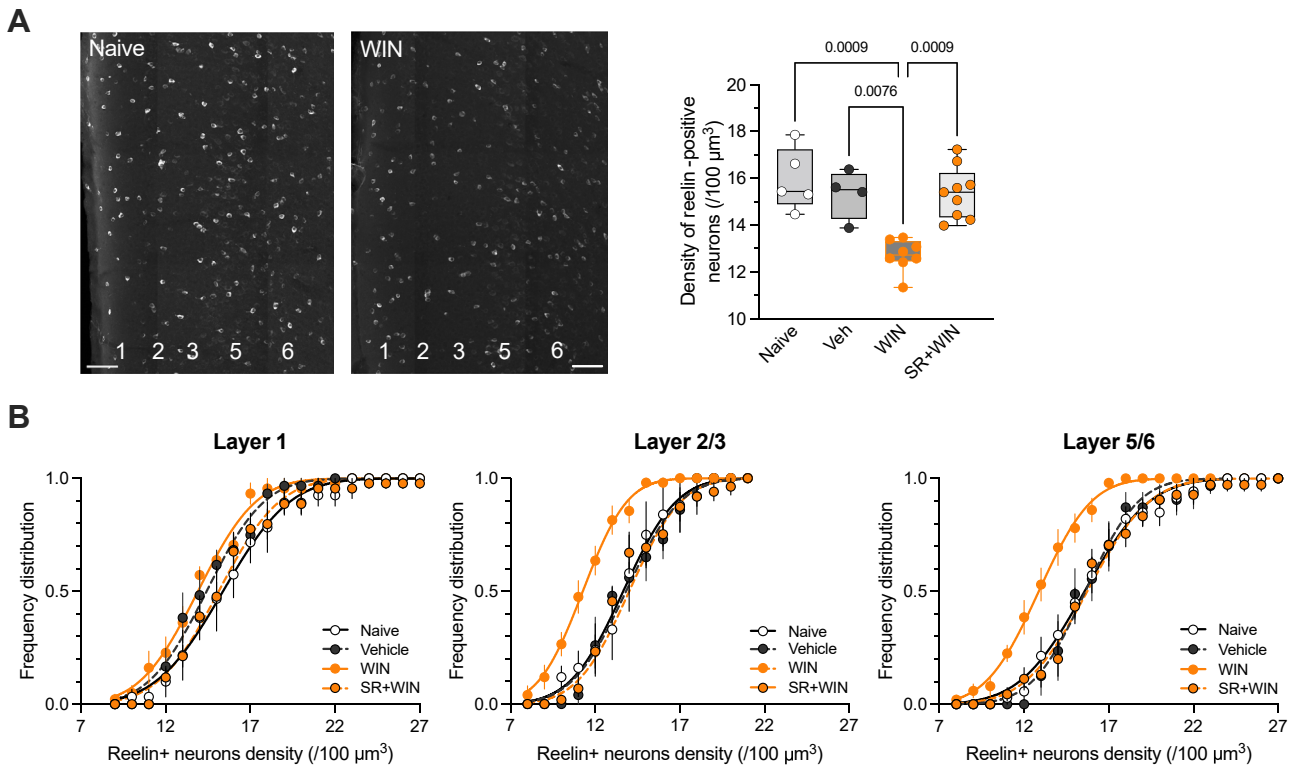 A
Naive
WIN
1 2 3 5 6
1 2 3 5 6
0.0009 0.0009
0.0076
Density of reelin -positive
neurons (/100 µm³)
20
18
16
14
12
10
Naive Veh WIN SR+WIN
B
Layer 1
Frequency distribution
1.0
0.5
0.0
Naive
Vehicle
WIN
SR+WIN
7 12 17 22 27
Reelin+ neurons density (/100 µm³)
Layer 2/3
Frequency distribution
1.0
0.5
0.0
Naive
Vehicle
WIN
SR+WIN
7 12 17 22 27
Reelin+ neurons density (/100 µm³)
Layer 5/6
Frequency distribution
1.0
0.5
0.0
Naive
Vehicle
WIN
SR+WIN
7 12 17 22 27
Reelin+ neurons density (/100 µm³)